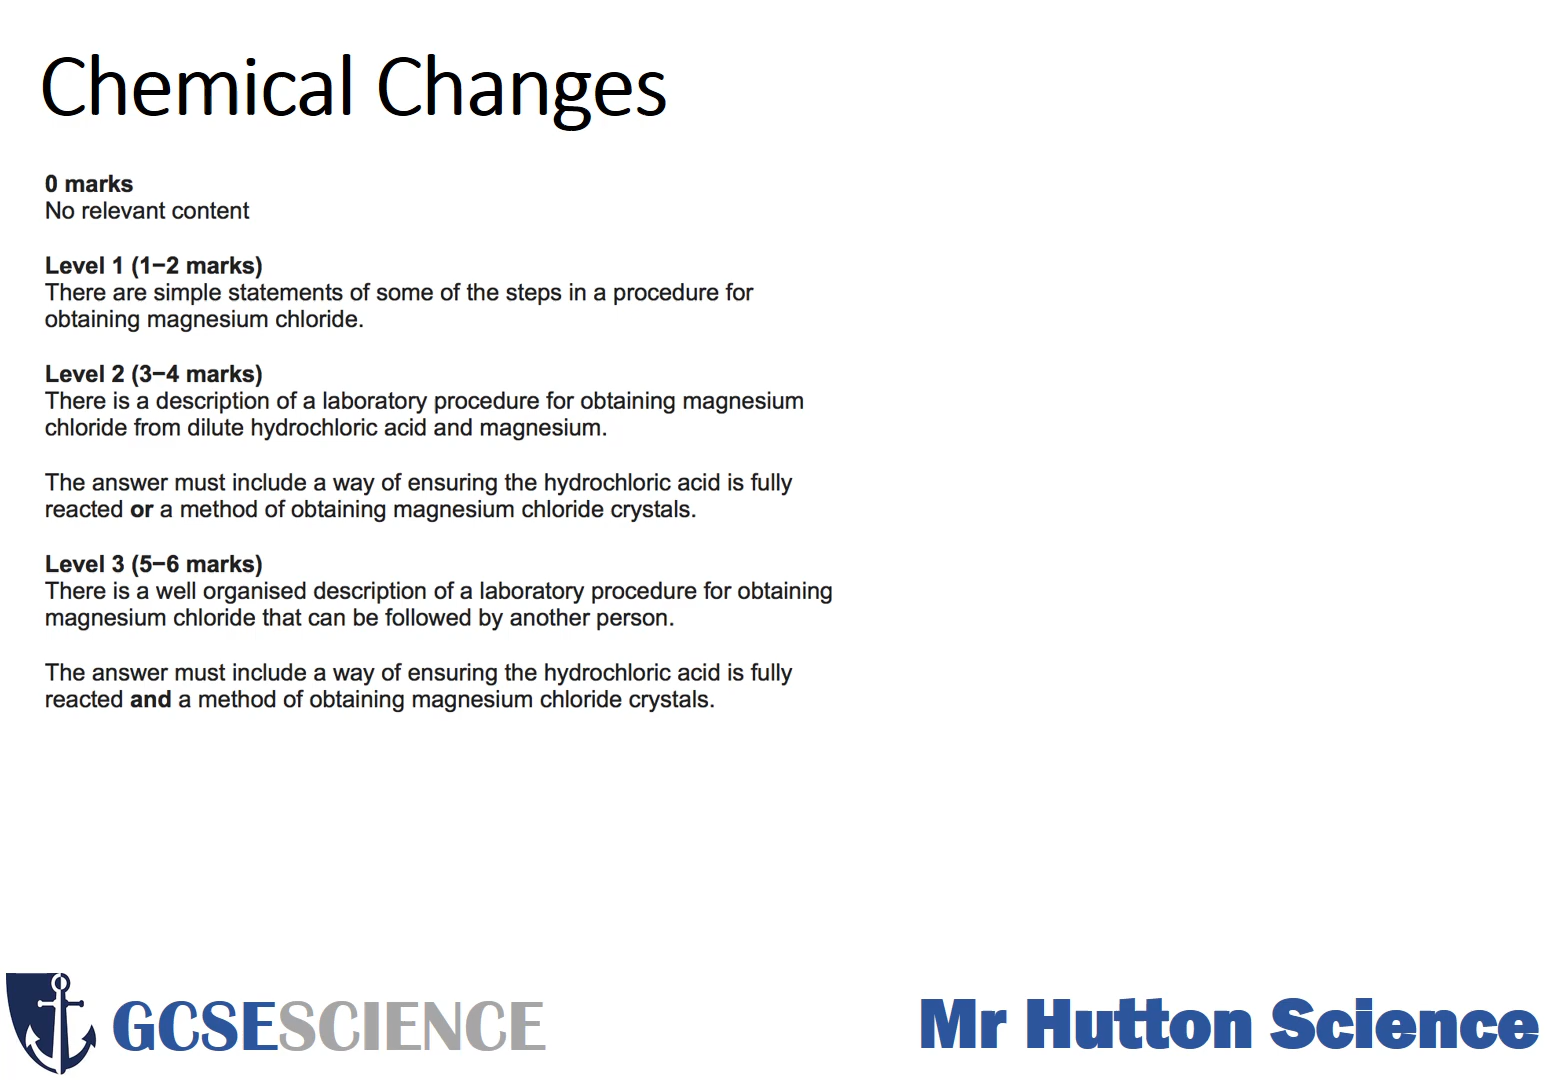 Chemical Changes
0 marks
No relevant content
Level 1 (1−2 marks)
There are simple statements of some of the steps in a procedure for
obtaining magnesium chloride.
Level 2 (3−4 marks)
There is a description of a laboratory procedure for obtaining magnesium
chloride from dilute hydrochloric acid and magnesium.
The answer must include a way of ensuring the hydrochloric acid is fully
reacted or a method of obtaining magnesium chloride crystals.
Level 3 (5−6 marks)
There is a well organised description of a laboratory procedure for obtaining
magnesium chloride that can be followed by another person.
The answer must include a way of ensuring the hydrochloric acid is fully
reacted and a method of obtaining magnesium chloride crystals.
GCSESCIENCE
Mr Hutton Science